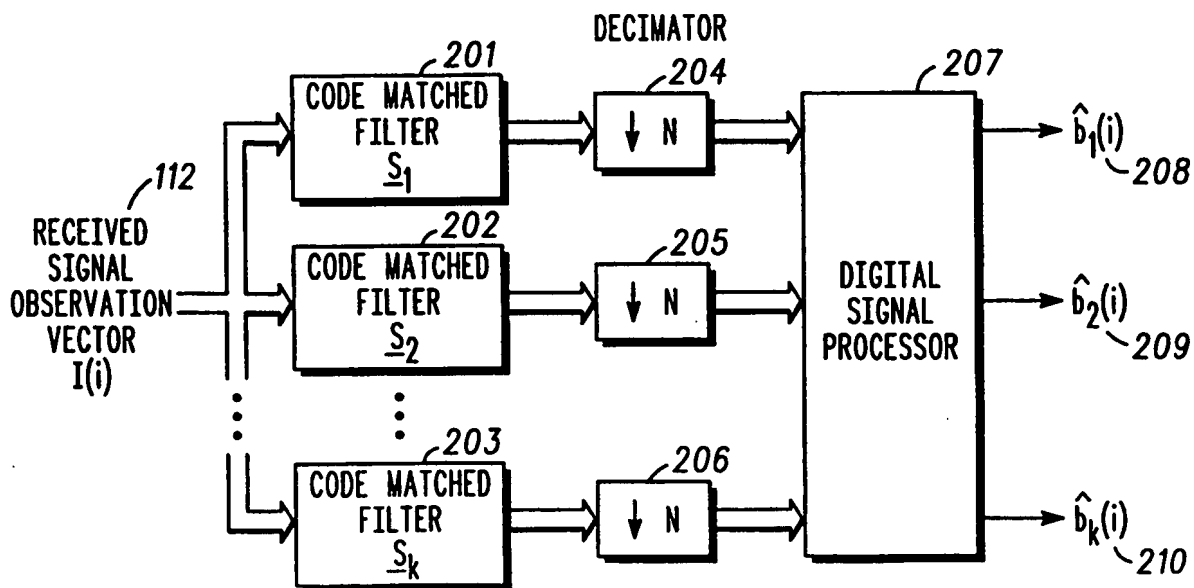 DECIMATOR
201
CODE MATCHED
FILTER
S1
204
↓ N
207
DIGITAL
SIGNAL
PROCESSOR
b̂1(i)
208
112
RECEIVED
SIGNAL
OBSERVATION
VECTOR
I(i)
202
CODE MATCHED
FILTER
S2
205
↓ N
b̂2(i)
209
203
CODE MATCHED
FILTER
Sk
206
↓ N
b̂k(i)
210